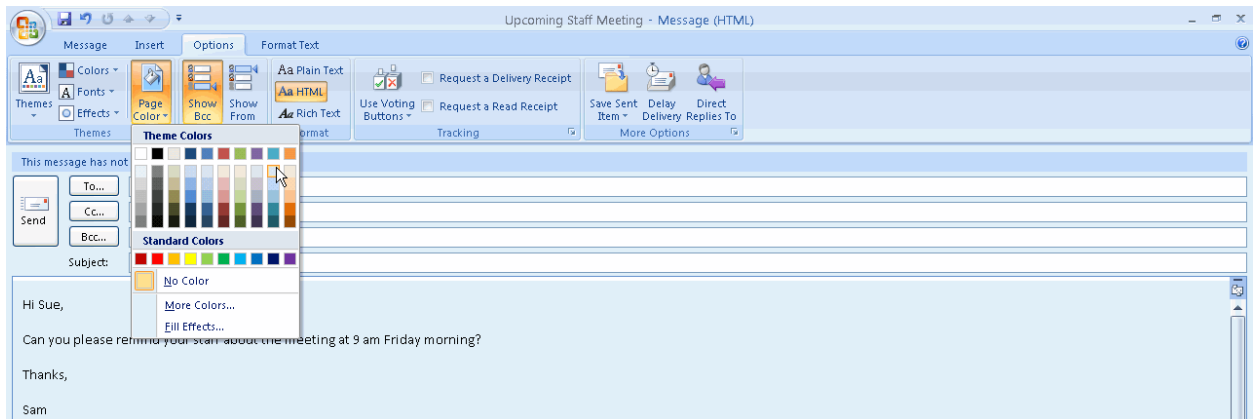 Upcoming Staff Meeting - Message (HTML)
Message Insert Options Format Text
Aa Themes
Colors
A Fonts
Effects
Page Color
Show Bcc
Show From
Aa Plain Text
Aa HTML
Aa Rich Text
Use Voting Buttons
Request a Delivery Receipt
Request a Read Receipt
Save Sent Item
Delay Delivery
Direct Replies To
Themes ormat Tracking More Options
Theme Colors
This message has not
To...
Send
Cc...
Bcc...
Subject:
Standard Colors
No Color
More Colors...
Fill Effects...
Hi Sue,
Can you please remind your staff about the meeting at 9 am Friday morning?
Thanks,
Sam